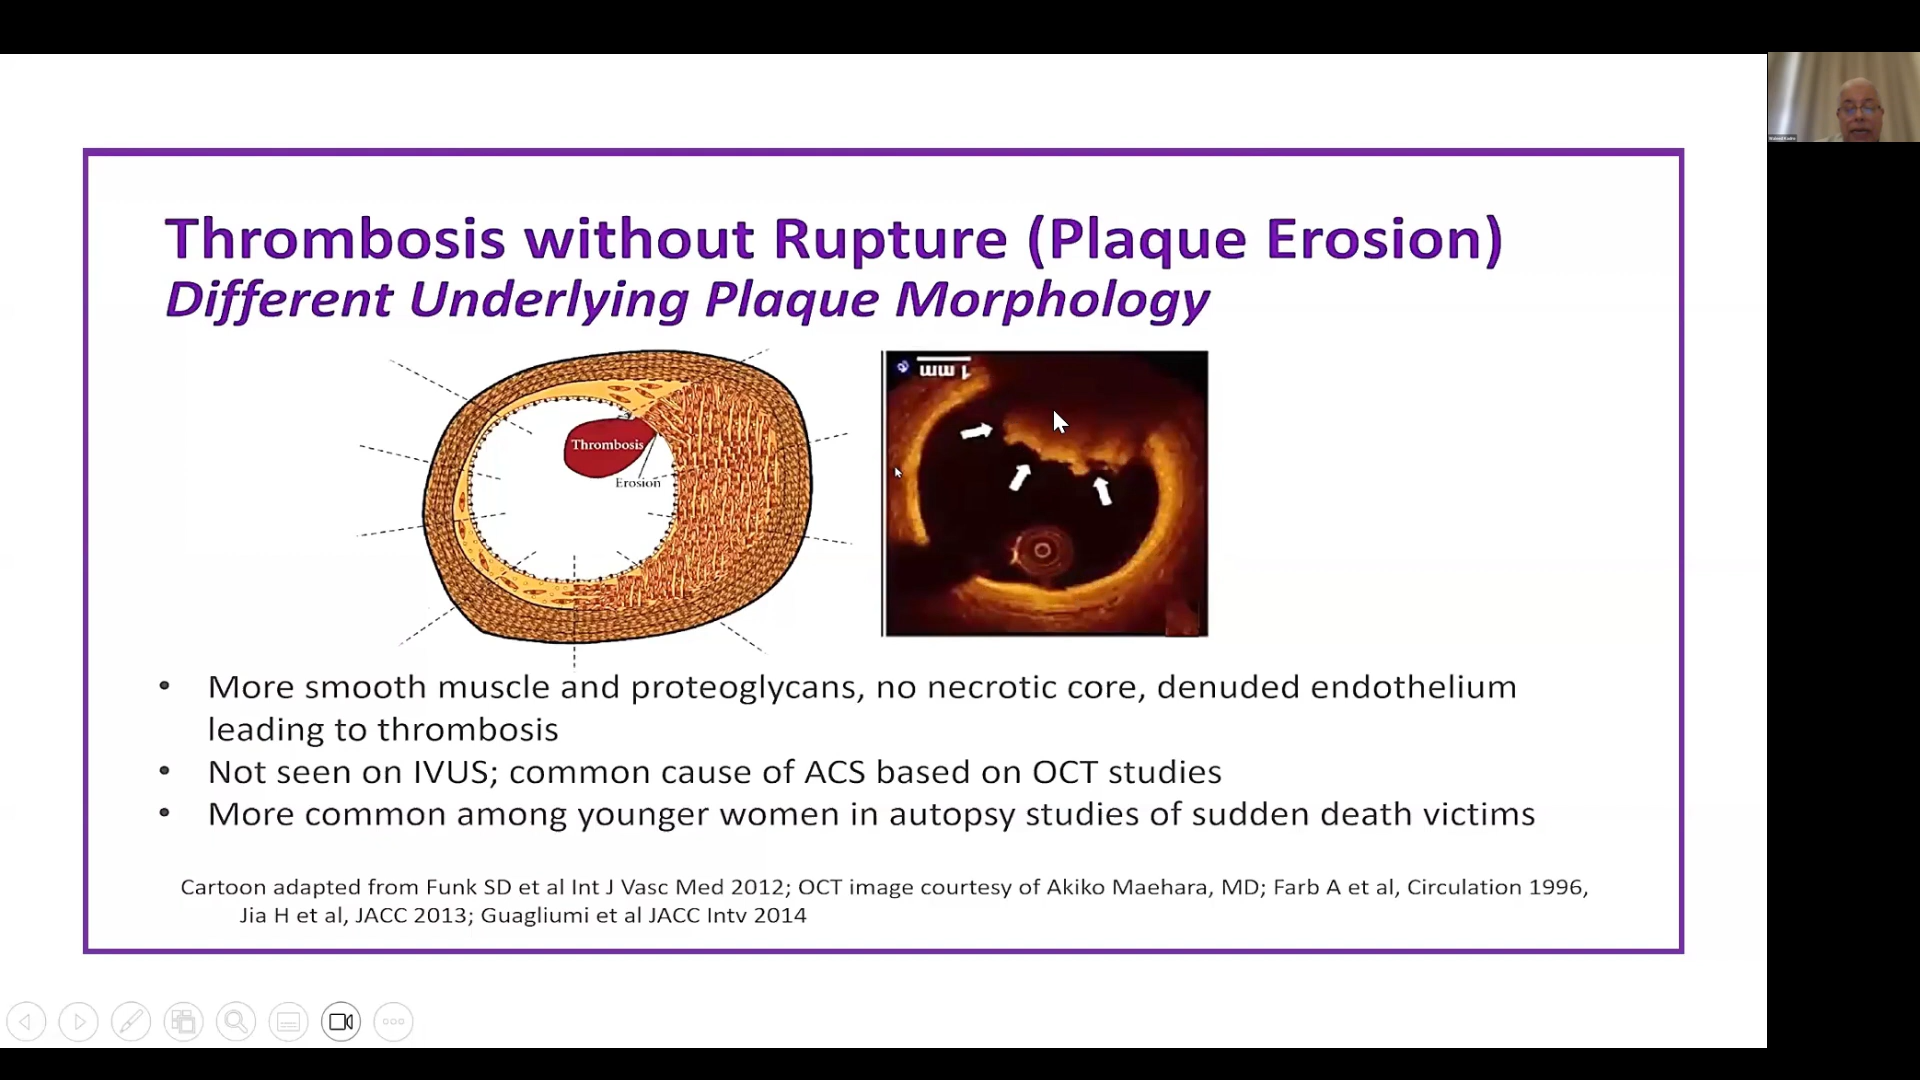 Thrombosis without Rupture (Plaque Erosion)
Different Underlying Plaque Morphology
Thrombosis
Erosion
1 mm
• More smooth muscle and proteoglycans, no necrotic core, denuded endothelium
leading to thrombosis
• Not seen on IVUS; common cause of ACS based on OCT studies
• More common among younger women in autopsy studies of sudden death victims
Cartoon adapted from Funk SD et al Int J Vasc Med 2012; OCT image courtesy of Akiko Maehara, MD; Farb A et al, Circulation 1996,
Jia H et al, JACC 2013; Guagliumi et al JACC Intv 2014